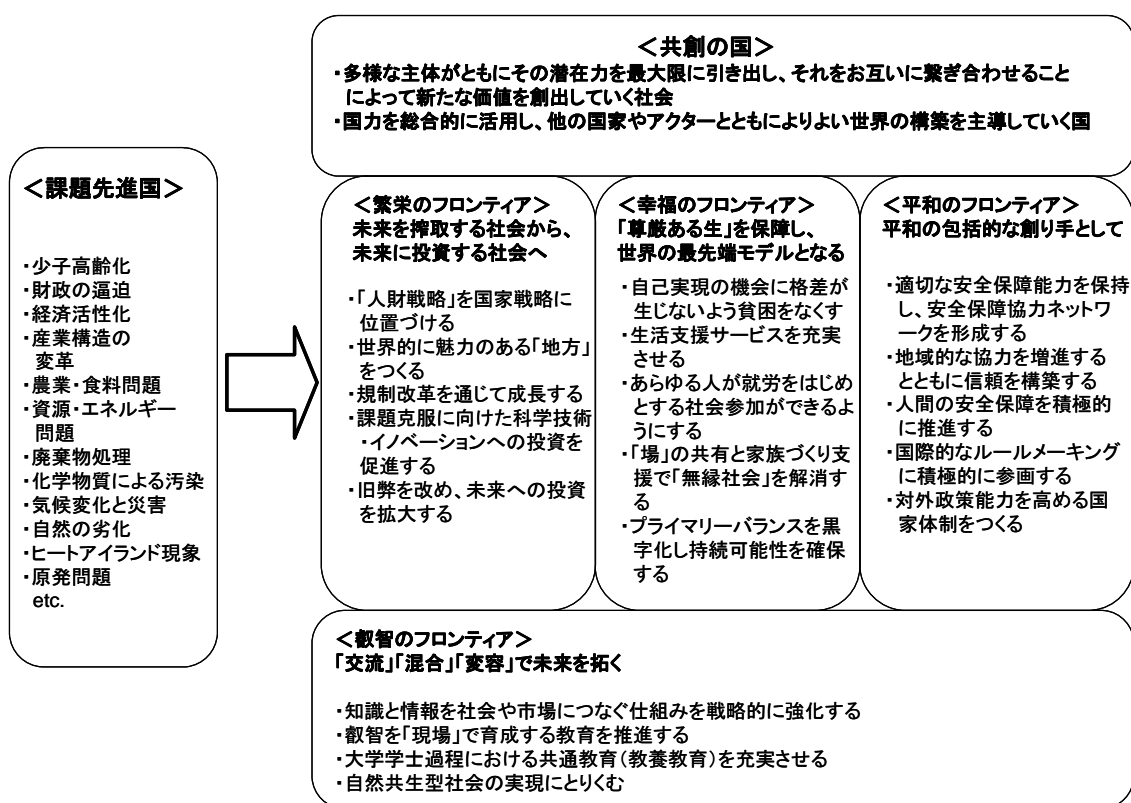 ＜共創の国＞
・多様な主体がともにその潜在力を最大限に引き出し、それをお互いに繋ぎ合わせること
によって新たな価値を創出していく社会
・国力を総合的に活用し、他の国家やアクターとともによりよい世界の構築を主導していく国
＜課題先進国＞
・少子高齢化
・財政の逼迫
・経済活性化
・産業構造の
変革
・農業・食料問題
・資源・エネルギー
問題
・廃棄物処理
・化学物質による汚染
・気候変化と災害
・自然の劣化
・ヒートアイランド現象
・原発問題
etc.
＜繁栄のフロンティア＞
未来を搾取する社会から、
未来に投資する社会へ
・「人財戦略」を国家戦略に
位置づける
・世界的に魅力のある「地方」
をつくる
・規制改革を通じて成長する
・課題克服に向けた科学技術
・イノベーションへの投資を
促進する
・旧弊を改め、未来への投資
を拡大する
＜幸福のフロンティア＞
「尊厳ある生」を保障し、
世界の最先端モデルとなる
・自己実現の機会に格差が
生じないよう貧困をなくす
・生活支援サービスを充実
させる
・あらゆる人が就労をはじめ
とする社会参加ができるよ
うにする
・「場」の共有と家族づくり支
援で「無縁社会」を解消す
る
・プライマリーバランスを黒
字化し持続可能性を確保
する
＜平和のフロンティア＞
平和の包括的な創り手として
・適切な安全保障能力を保持
し、安全保障協力ネットワ
ークを形成する
・地域的な協力を増進する
とともに信頼を構築する
・人間の安全保障を積極的
に推進する
・国際的なルールメーキング
に積極的に参画する
・対外政策能力を高める国
家体制をつくる
＜叡智のフロンティア＞
「交流」「混合」「変容」で未来を拓く
・知識と情報を社会や市場につなぐ仕組みを戦略的に強化する
・叡智を「現場」で育成する教育を推進する
・大学学士過程における共通教育（教養教育）を充実させる
・自然共生型社会の実現にとりくむ